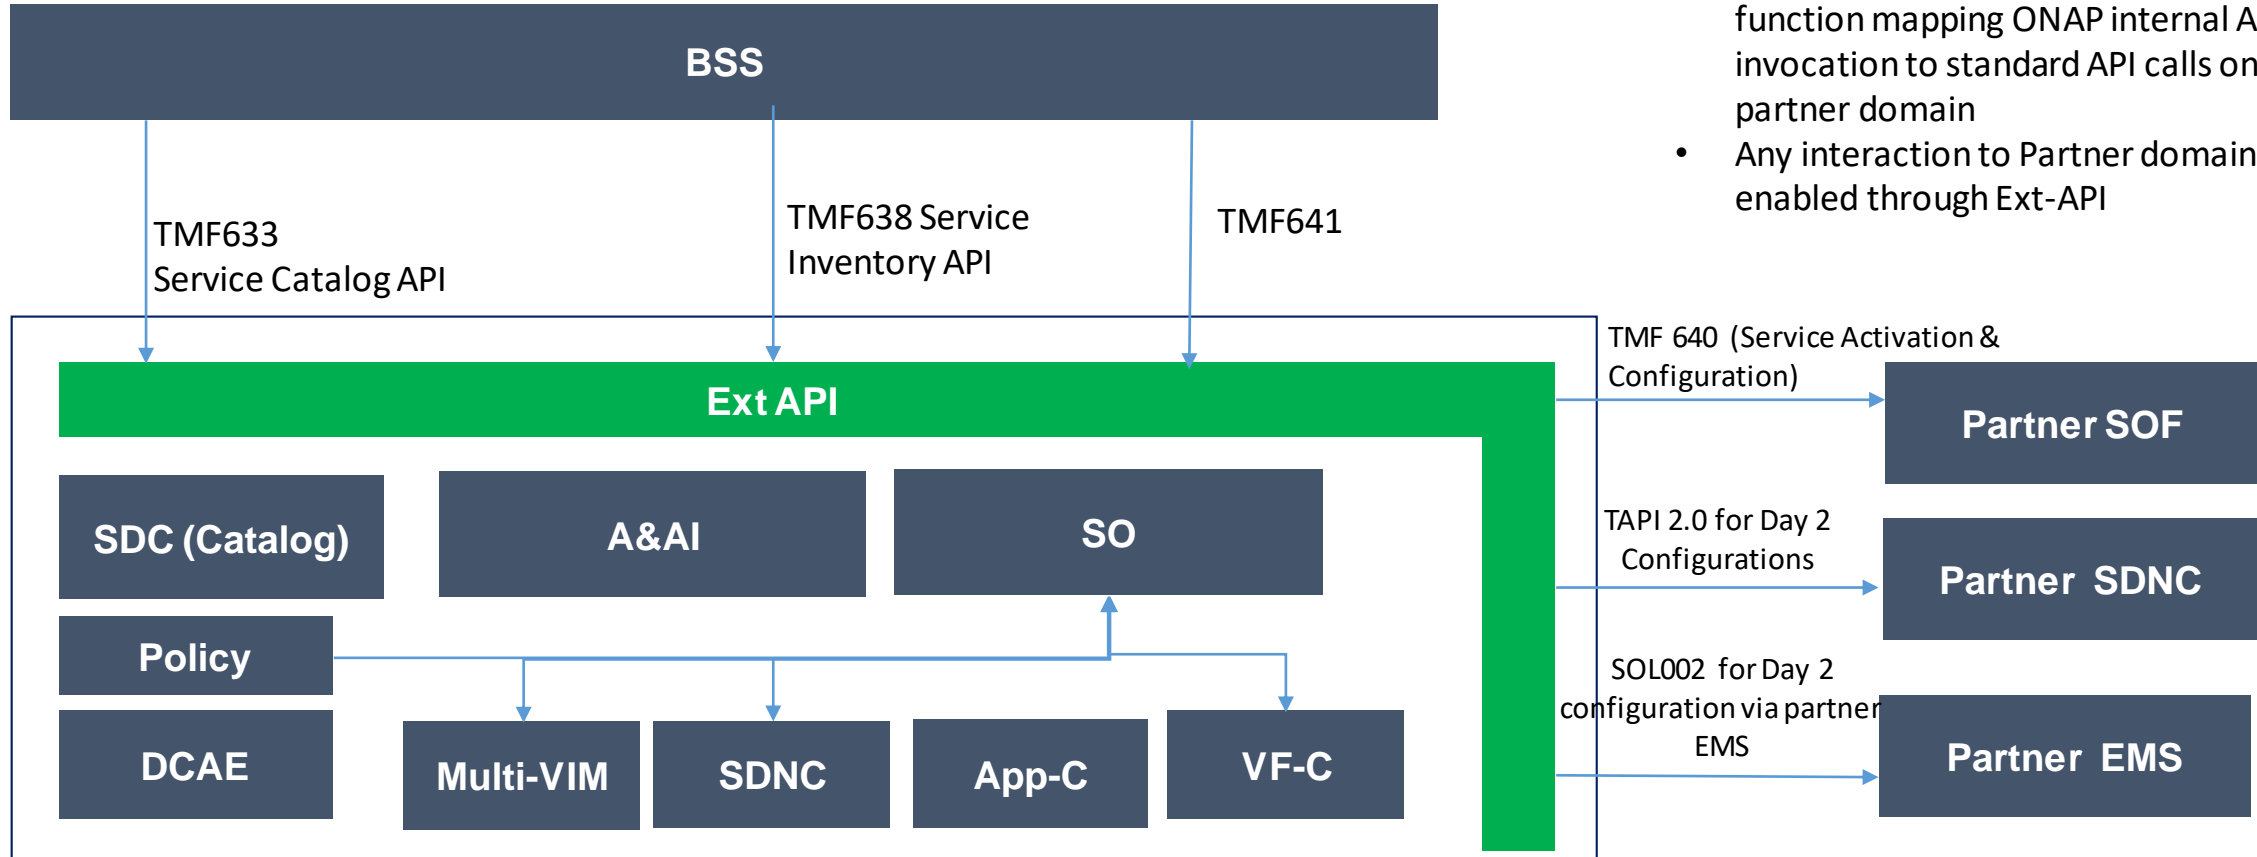 function mapping ONAP internal A
invocation to standard API calls on
partner domain
• Any interaction to Partner domain
enabled through Ext-API
BSS
TMF633
Service Catalog API
TMF638 Service
Inventory API
TMF641
TMF 640 (Service Activation &
Configuration)
Ext API
Partner SOF
SDC (Catalog)
A&AI
SO
TAPI 2.0 for Day 2
Configurations
Partner SDNC
Policy
SOL002 for Day 2
configuration via partner
EMS
DCAE
Multi-VIM
SDNC
App-C
VF-C
Partner EMS